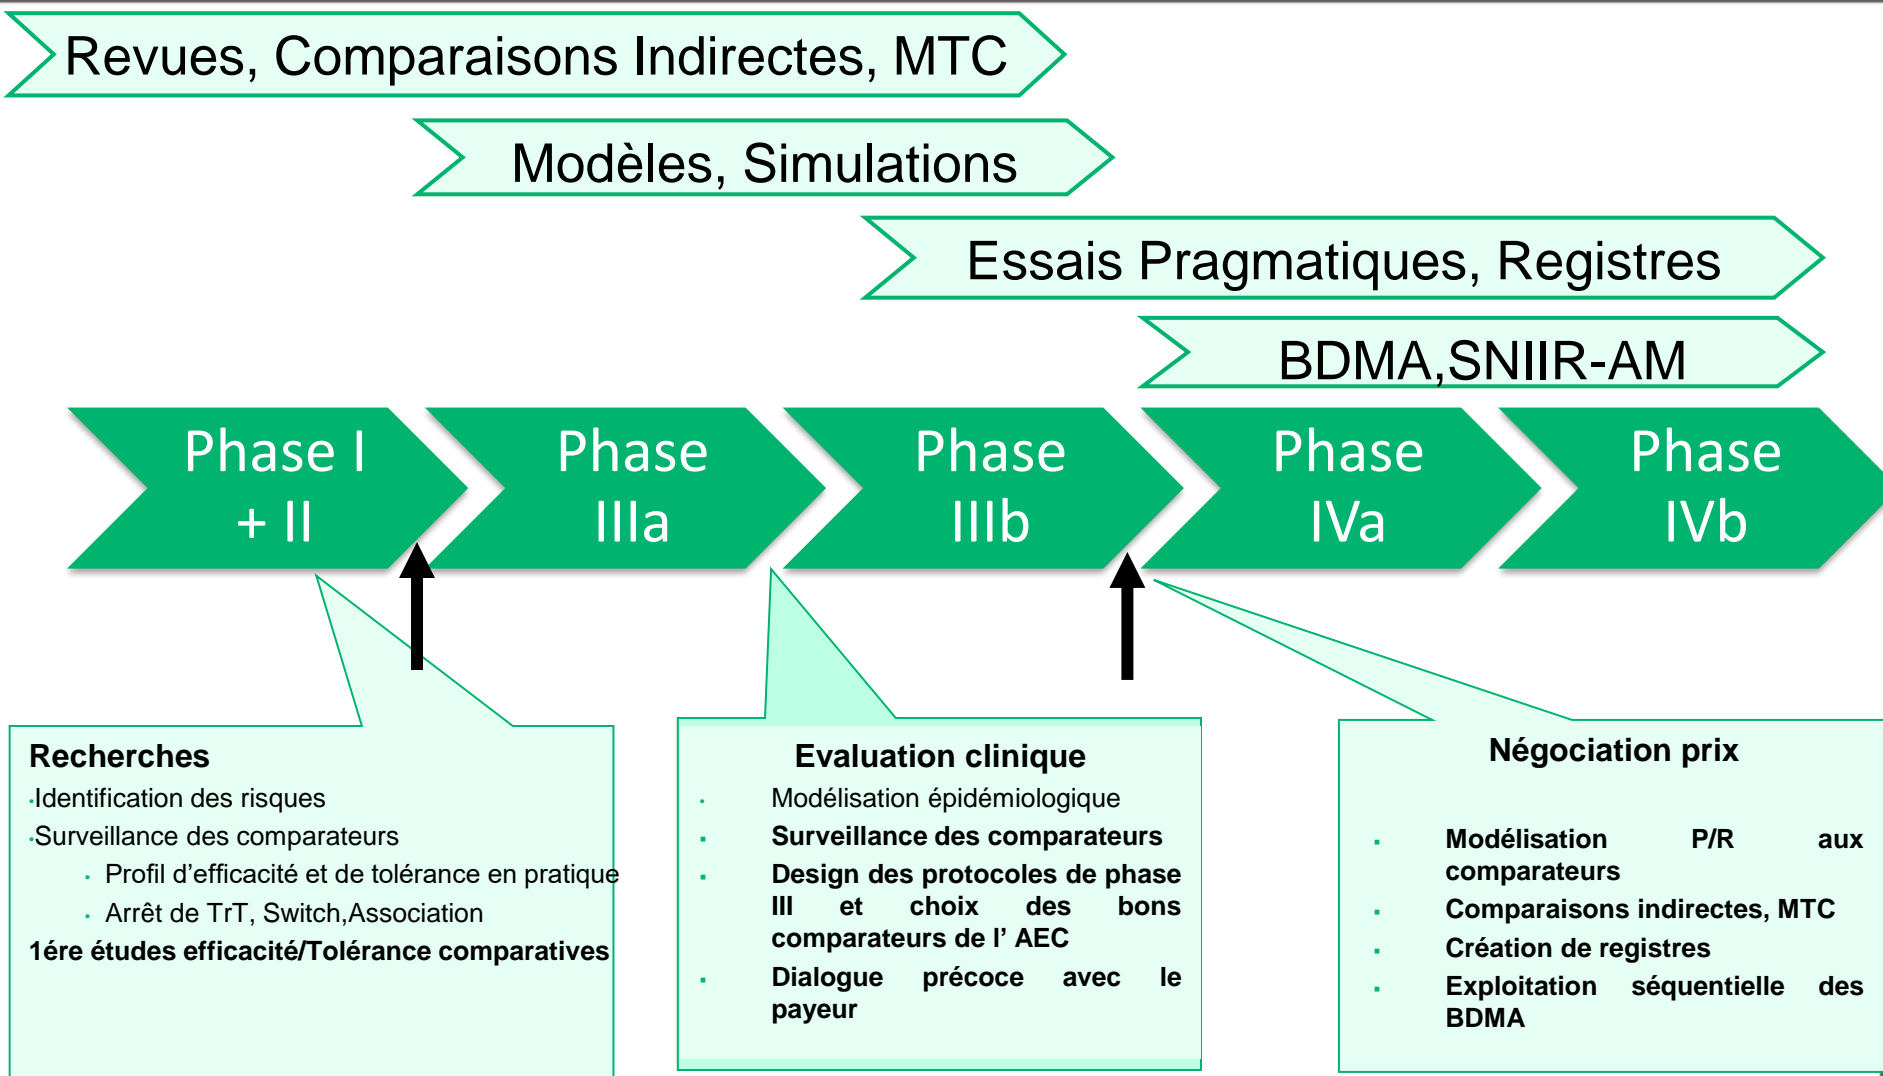 Revues, Comparaisons Indirectes, MTC
Modèles, Simulations
Essais Pragmatiques, Registres
BDMA,SNIIR-AM
Phase I
+ II
Phase
IIIa
Phase
IIIb
Phase
IVa
Phase
IVb
Recherches
·Identification des risques
·Surveillance des comparateurs
· Profil d’efficacité et de tolérance en pratique
· Arrêt de TrT, Switch,Association
1ére études efficacité/Tolérance comparatives
Evaluation clinique
· Modélisation épidémiologique
▪ Surveillance des comparateurs
▪ Design des protocoles de phase
III et choix des bons
comparateurs de l’ AEC
▪ Dialogue précoce avec le
payeur
Négociation prix
▪ Modélisation P/R aux
comparateurs
▪ Comparaisons indirectes, MTC
▪ Création de registres
▪ Exploitation séquentielle des
BDMA